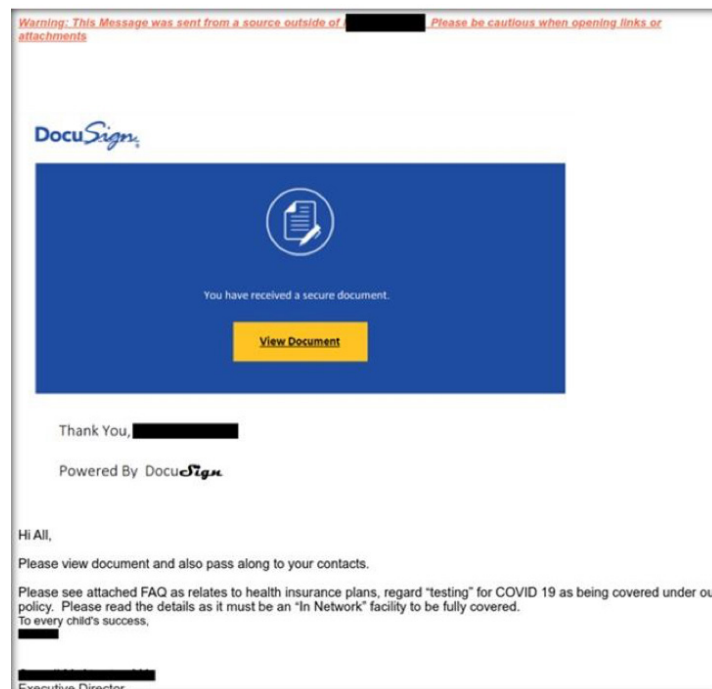 Warning: This Message was sent from a source outside of Please be cautious when opening links or
attachments
DocuSign
You have received a secure document.
View Document
Thank You,
Powered By DocuSign
Hi All,
Please view document and also pass along to your contacts.
Please see attached FAQ as relates to health insurance plans, regard “testing” for COVID 19 as being covered under
policy. Please read the details as it must be an “In Network” facility to be fully covered.
To every child's success,
Executive Director